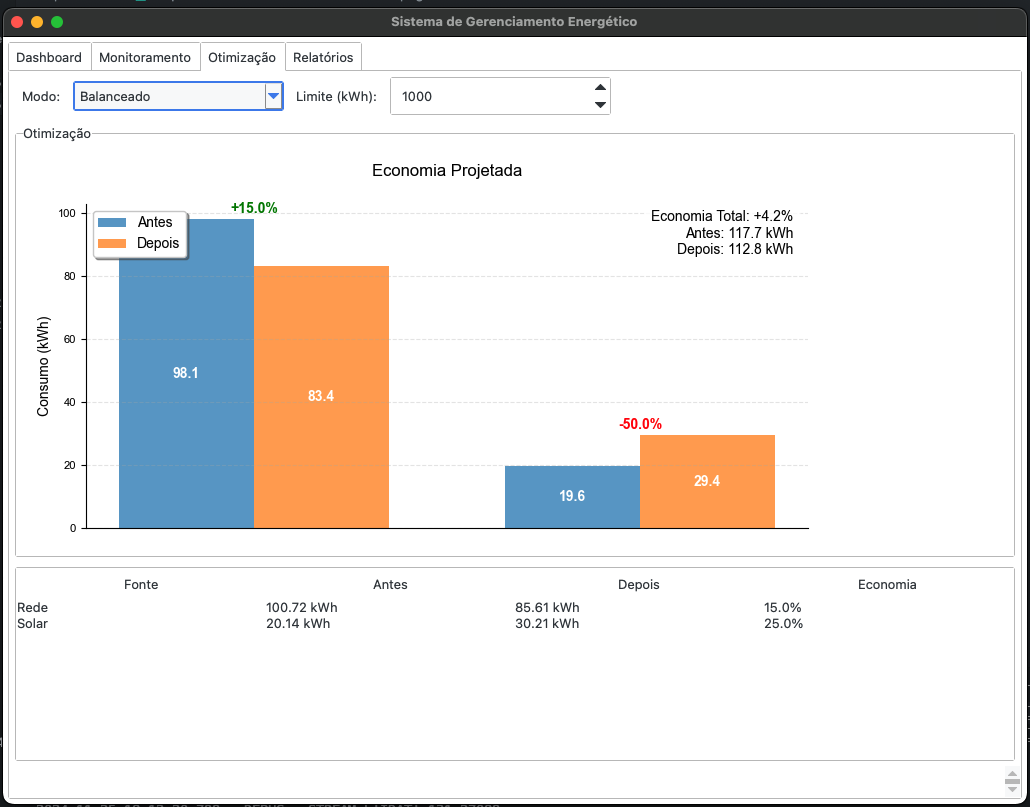 Sistema de Gerenciamento Energético
Dashboard Monitoramento Otimização Relatórios
Modo: Balanceado Limite (kWh): 1000
Otimização
Economia Projetada
+15.0%
Economia Total: +4.2%
Antes: 117.7 kWh
Depois: 112.8 kWh
Antes
Depois
100
80
60
40
20
0
Consumo (kWh)
98.1
83.4
-50.0%
19.6
29.4
Fonte Antes Depois Economia
Rede 100.72 kWh 85.61 kWh 15.0%
Solar 20.14 kWh 30.21 kWh 25.0%